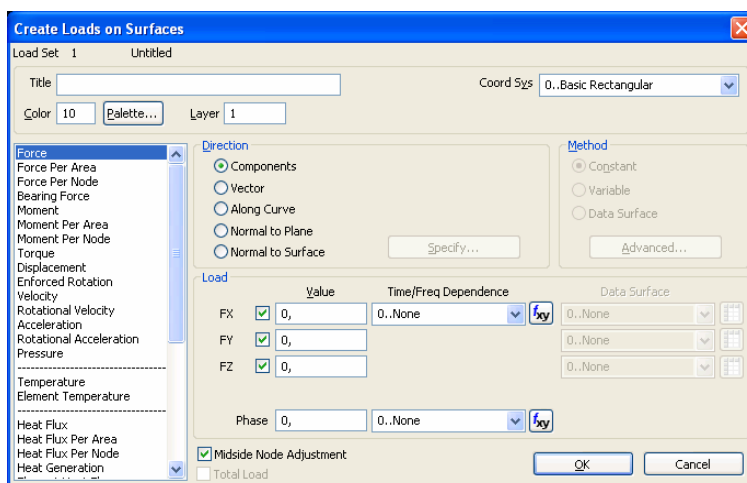 Create Loads on Surfaces
Load Set 1 Untitled
Title
Coord Sys 0..Basic Rectangular
Color 10 Palette... Layer 1
Force
Force Per Area
Force Per Node
Bearing Force
Moment
Moment Per Area
Moment Per Node
Torque
Displacement
Enforced Rotation
Velocity
Rotational Velocity
Acceleration
Rotational Acceleration
Pressure
Temperature
Element Temperature
Heat Flux
Heat Flux Per Area
Heat Flux Per Node
Heat Generation
Direction
Components
Vector
Along Curve
Normal to Plane
Normal to Surface
Specify...
Method
Constant
Variable
Data Surface
Advanced...
Load
Value Time/Freq Dependence Data Surface
FX 0, 0..None fxy 0..None
FY 0, 0..None
FZ 0, 0..None
Phase 0, 0..None fxy
Midside Node Adjustment
Total Load
OK Cancel